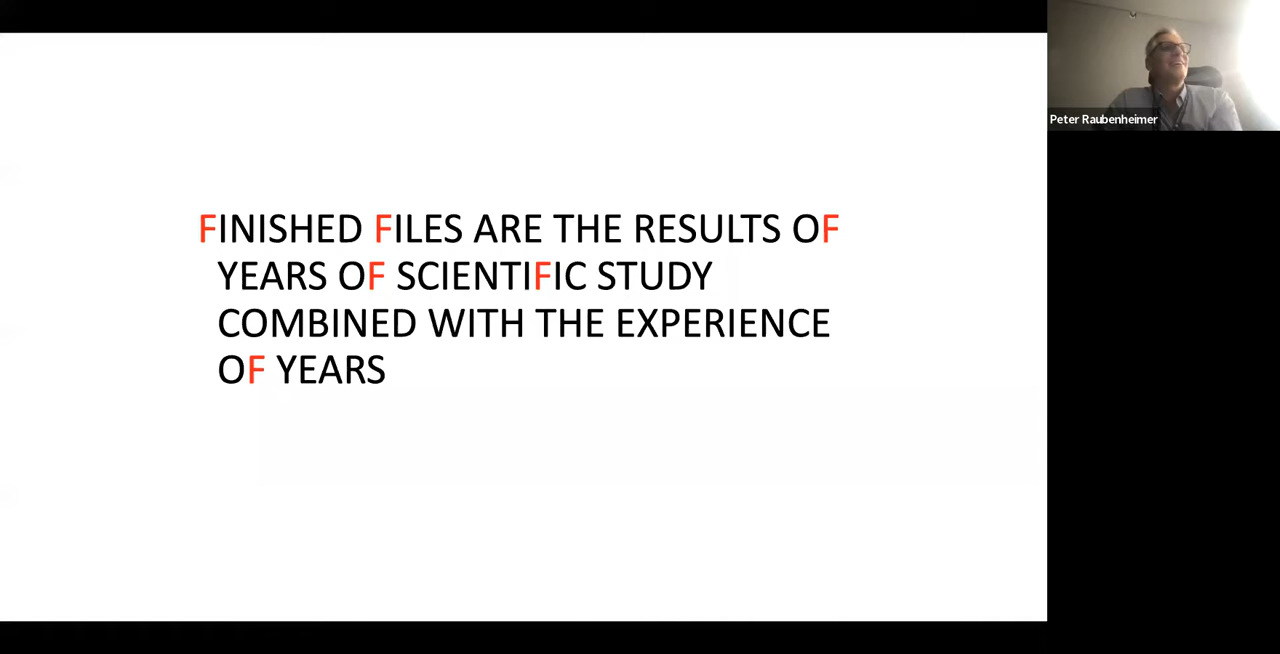 FINISHED FILES ARE THE RESULTS OF
YEARS OF SCIENTIFIC STUDY
COMBINED WITH THE EXPERIENCE
OF YEARS
Peter Raubenheimer